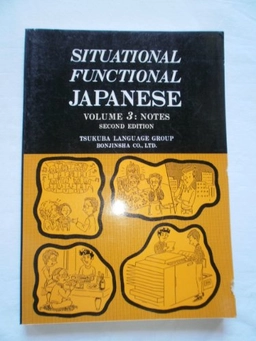 SITUATIONAL
FUNCTIONAL
JAPANESE
VOLUME 3: NOTES
SECOND EDITION
TSUKUBA LANGUAGE GROUP
BONJINSHA CO., LTD.